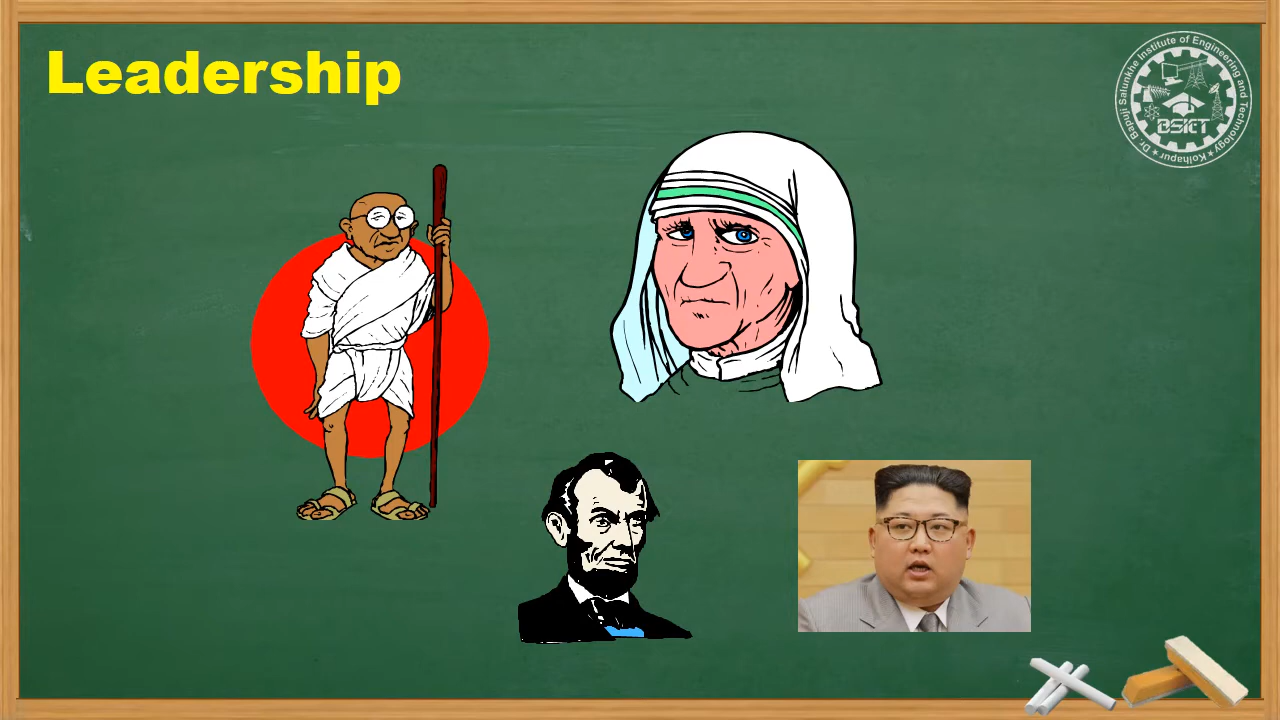 Leadership
Dr. Bapuji Salunkhe Institute of Engineering and Technology, Kolhapur
BSIET